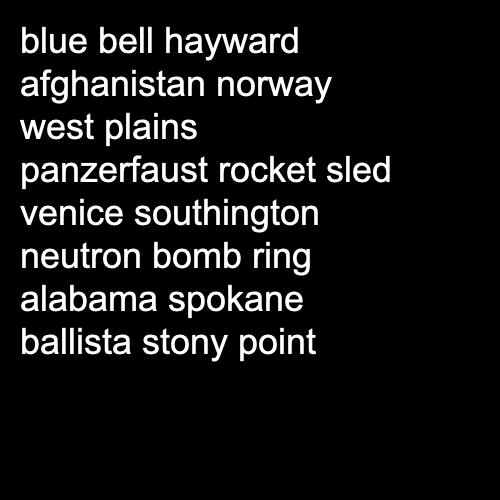 blue bell hayward
afghanistan norway
west plains
panzerfaust rocket sled
venice southington
neutron bomb ring
alabama spokane
ballista stony point